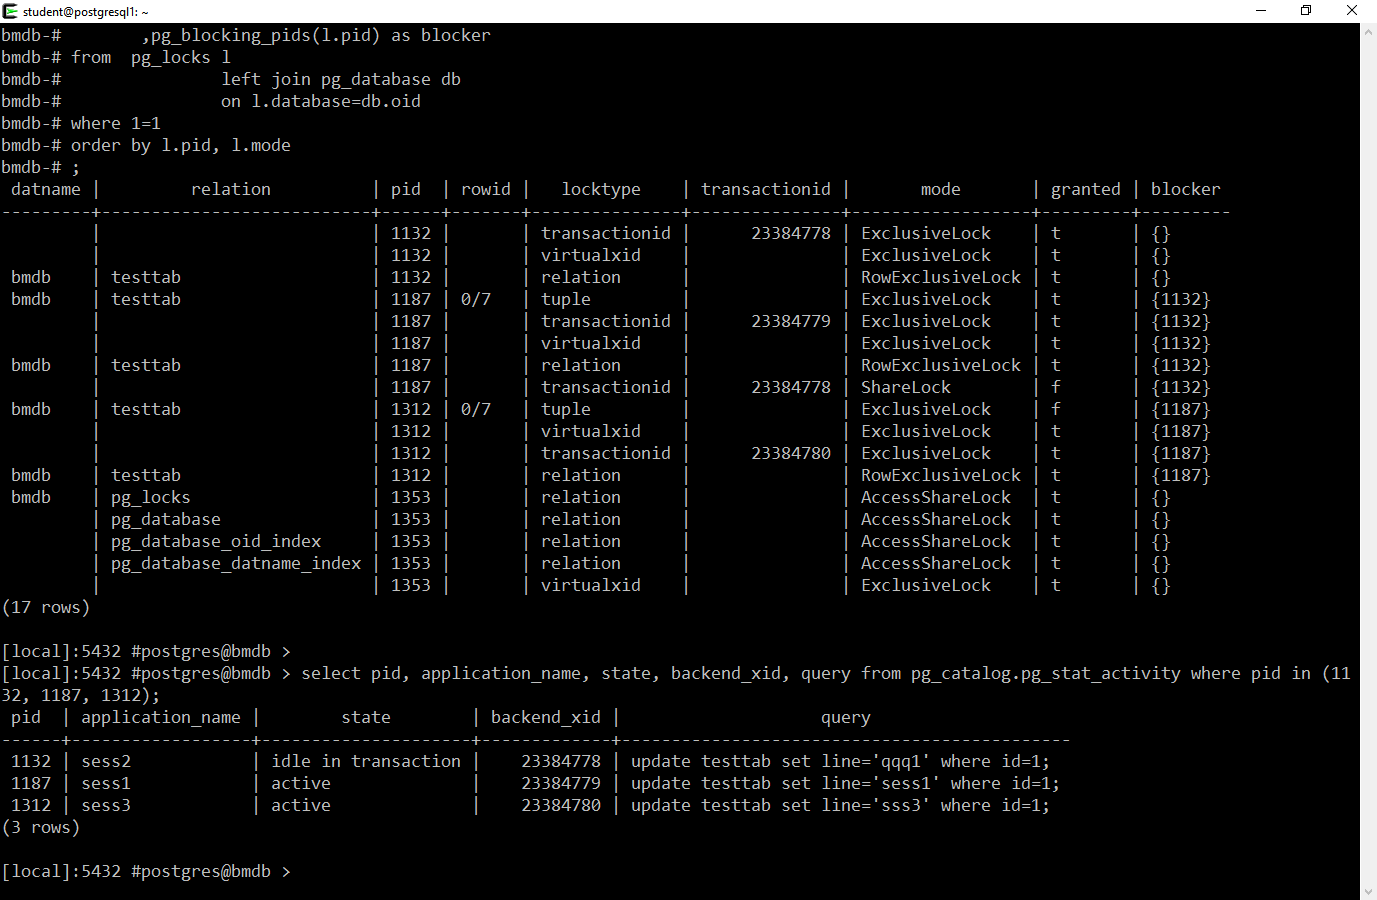 student@postgresql1: ~
bmdb-#        ,pg_blocking_pids(l.pid) as blocker
bmdb-# from  pg_locks l
bmdb-#                left join pg_database db
bmdb-#                on l.database=db.oid
bmdb-# where 1=1
bmdb-# order by l.pid, l.mode
bmdb-# ;
 datname |         relation          | pid  | rowid |   locktype    | transactionid |       mode       | granted | blocker
---------+---------------------------+------+-------+---------------+---------------+------------------+---------+---------
         |                           | 1132 |       | transactionid |      23384778 | ExclusiveLock    | t       | {}
         |                           | 1132 |       | virtualxid    |               | ExclusiveLock    | t       | {}
 bmdb    | testtab                   | 1132 |       | relation      |               | RowExclusiveLock | t       | {}
 bmdb    | testtab                   | 1187 | 0/7   | tuple         |               | ExclusiveLock    | t       | {1132}
         |                           | 1187 |       | transactionid |      23384779 | ExclusiveLock    | t       | {1132}
         |                           | 1187 |       | virtualxid    |               | ExclusiveLock    | t       | {1132}
 bmdb    | testtab                   | 1187 |       | relation      |               | RowExclusiveLock | t       | {1132}
         |                           | 1187 |       | transactionid |      23384778 | ShareLock        | f       | {1132}
 bmdb    | testtab                   | 1312 | 0/7   | tuple         |               | ExclusiveLock    | f       | {1187}
         |                           | 1312 |       | virtualxid    |               | ExclusiveLock    | t       | {1187}
         |                           | 1312 |       | transactionid |      23384780 | ExclusiveLock    | t       | {1187}
 bmdb    | testtab                   | 1312 |       | relation      |               | RowExclusiveLock | t       | {1187}
 bmdb    | pg_locks                  | 1353 |       | relation      |               | AccessShareLock  | t       | {}
         | pg_database               | 1353 |       | relation      |               | AccessShareLock  | t       | {}
         | pg_database_oid_index     | 1353 |       | relation      |               | AccessShareLock  | t       | {}
         | pg_database_datname_index | 1353 |       | relation      |               | AccessShareLock  | t       | {}
         |                           | 1353 |       | virtualxid    |               | ExclusiveLock    | t       | {}
(17 rows)
[local]:5432 #postgres@bmdb >
[local]:5432 #postgres@bmdb > select pid, application_name, state, backend_xid, query from pg_catalog.pg_stat_activity where pid in (11
32, 1187, 1312);
 pid  | application_name |        state        | backend_xid |                    query
------+------------------+---------------------+-------------+---------------------------------------------
 1132 | sess2            | idle in transaction |    23384778 | update testtab set line='qqq1' where id=1;
 1187 | sess1            | active              |    23384779 | update testtab set line='sess1' where id=1;
 1312 | sess3            | active              |    23384780 | update testtab set line='sss3' where id=1;
(3 rows)
[local]:5432 #postgres@bmdb >